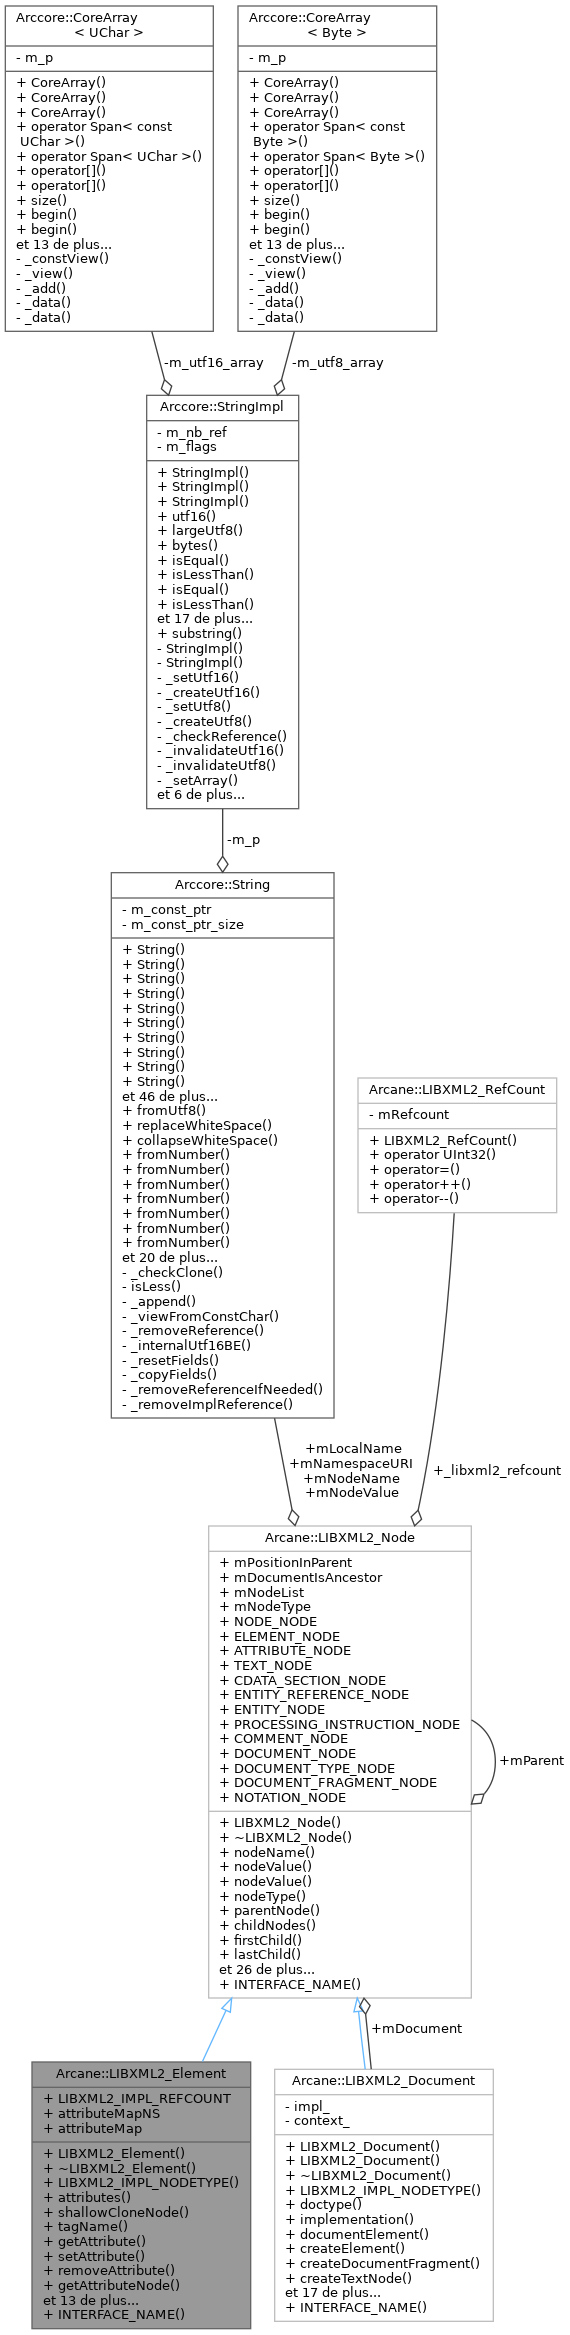 Arccore::CoreArray
< UChar >
- m_p
+ CoreArray()
+ CoreArray()
+ CoreArray()
+ operator Span< const
UChar >()
+ operator Span< UChar >()
+ operator[]()
+ operator[]()
+ size()
+ begin()
+ begin()
et 13 de plus...
- _constView()
- _view()
- _add()
- _data()
- _data()
Arccore::CoreArray
< Byte >
- m_p
+ CoreArray()
+ CoreArray()
+ CoreArray()
+ operator Span< const
Byte >()
+ operator Span< Byte >()
+ operator[]()
+ operator[]()
+ size()
+ begin()
+ begin()
et 13 de plus...
- _constView()
- _view()
- _add()
- _data()
- _data()
-m_utf16_array
-m_utf8_array
Arccore::StringImpl
- m_nb_ref
- m_flags
+ StringImpl()
+ StringImpl()
+ StringImpl()
+ utf16()
+ largeUtf8()
+ bytes()
+ isEqual()
+ isLessThan()
+ isEqual()
+ isLessThan()
et 17 de plus...
+ substring()
- StringImpl()
- StringImpl()
- _setUtf16()
- _createUtf16()
- _setUtf8()
- _createUtf8()
- _checkReference()
- _invalidateUtf16()
- _invalidateUtf8()
- _setArray()
et 6 de plus...
-m_p
Arccore::String
- m_const_ptr
- m_const_ptr_size
+ String()
+ String()
+ String()
+ String()
+ String()
+ String()
+ String()
+ String()
+ String()
+ String()
et 46 de plus...
+ fromUtf8()
+ replaceWhiteSpace()
+ collapseWhiteSpace()
+ fromNumber()
+ fromNumber()
+ fromNumber()
+ fromNumber()
+ fromNumber()
+ fromNumber()
+ fromNumber()
et 20 de plus...
- _checkClone()
- isLess()
- _append()
- _viewFromConstChar()
- _removeReference()
- _internalUtf16BE()
- _resetFields()
- _copyFields()
- _removeReferenceIfNeeded()
- _removeImplReference()
Arcane::LIBXML2_RefCount
- mRefcount
+ LIBXML2_RefCount()
+ operator UInt32()
+ operator=()
+ operator++()
+ operator--()
+mLocalName
+mNamespaceURI
+mNodeName
+mNodeValue
+_libxml2_refcount
Arcane::LIBXML2_Node
+ mPositionInParent
+ mDocumentIsAncestor
+ mNodeList
+ mNodeType
+ NODE_NODE
+ ELEMENT_NODE
+ ATTRIBUTE_NODE
+ TEXT_NODE
+ CDATA_SECTION_NODE
+ ENTITY_REFERENCE_NODE
+ ENTITY_NODE
+ PROCESSING_INSTRUCTION_NODE
+ COMMENT_NODE
+ DOCUMENT_NODE
+ DOCUMENT_TYPE_NODE
+ DOCUMENT_FRAGMENT_NODE
+ NOTATION_NODE
+ LIBXML2_Node()
+ ~LIBXML2_Node()
+ nodeName()
+ nodeValue()
+ nodeValue()
+ nodeType()
+ parentNode()
+ childNodes()
+ firstChild()
+ lastChild()
et 26 de plus...
+ INTERFACE_NAME()
+mParent
+mDocument
Arcane::LIBXML2_Element
+ LIBXML2_IMPL_REFCOUNT
+ attributeMapNS
+ attributeMap
+ LIBXML2_Element()
+ ~LIBXML2_Element()
+ LIBXML2_IMPL_NODETYPE()
+ attributes()
+ shallowCloneNode()
+ tagName()
+ getAttribute()
+ setAttribute()
+ removeAttribute()
+ getAttributeNode()
et 13 de plus...
+ INTERFACE_NAME()
Arcane::LIBXML2_Document
- impl_
- context_
+ LIBXML2_Document()
+ LIBXML2_Document()
+ ~LIBXML2_Document()
+ LIBXML2_IMPL_NODETYPE()
+ doctype()
+ implementation()
+ documentElement()
+ createElement()
+ createDocumentFragment()
+ createTextNode()
et 17 de plus...
+ INTERFACE_NAME()